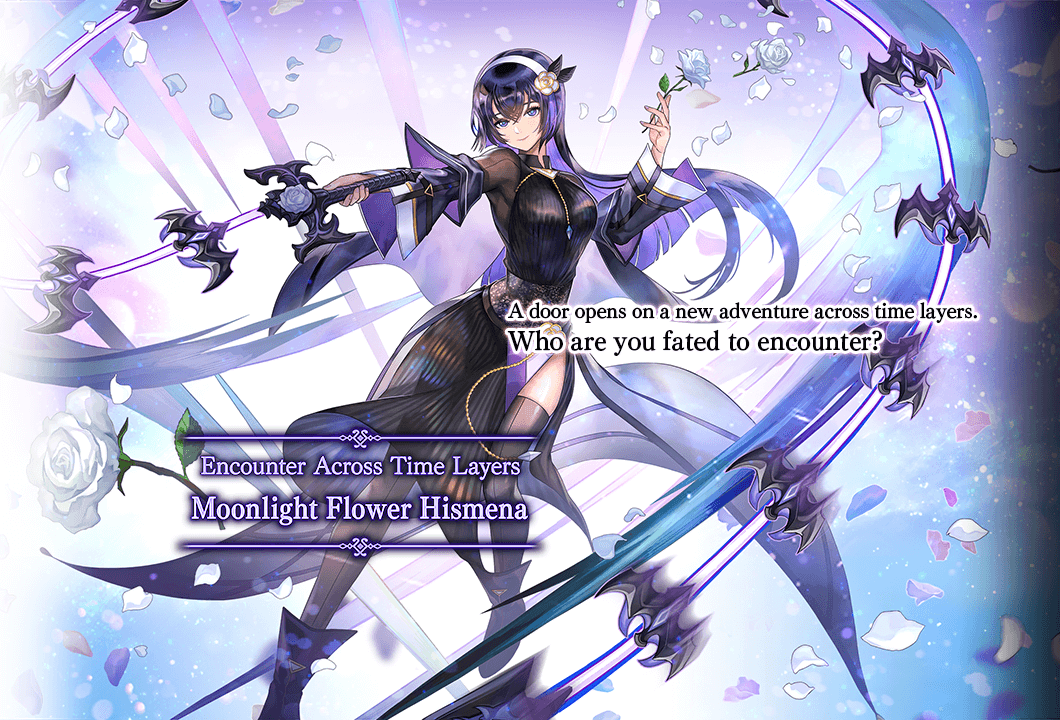 A door opens on a new adventure across time layers.
Who are you fated to encounter?
Encounter Across Time Layers
Moonlight Flower Hismena